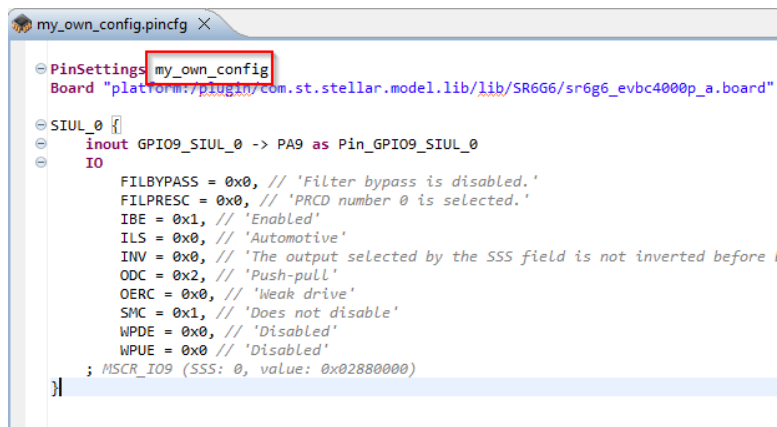 my_own_config.pincfg
PinSettings my_own_config
Board "platform:/plugin/com.st.stellar.model.lib/lib/SR6G6/sr6g6_evbc4000p_a.board"
SIUL_0 {
inout GPIO9_SIUL_0 -> PA9 as Pin_GPIO9_SIUL_0
IO
FILBYPASS = 0x0, // 'Filter bypass is disabled.'
FILPRESC = 0x0, // 'PRCD number 0 is selected.'
IBE = 0x1, // 'Enabled'
ILS = 0x0, // 'Automotive'
INV = 0x0, // 'The output selected by the SSS field is not inverted before
ODC = 0x2, // 'Push-pull'
OERC = 0x0, // 'Weak drive'
SMC = 0x1, // 'Does not disable'
WPDE = 0x0, // 'Disabled'
WPUE = 0x0 // 'Disabled'
; MSCR_IO9 (SSS: 0, value: 0x02880000)
}